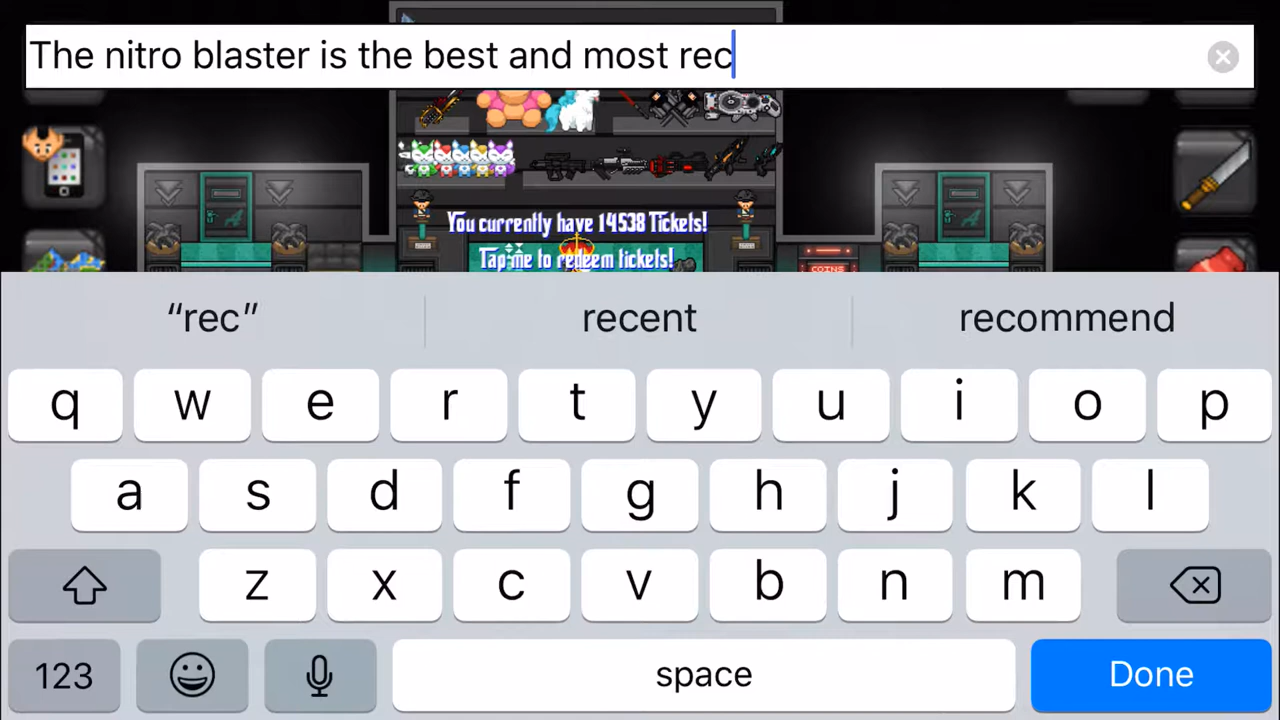 The nitro blaster is the best and most rec
You currently have 14538 Tickets!
Tap me to redeem tickets!
COINS
“rec” recent recommend
q w e r t y u i o p
a s d f g h j k l
z x c v b n m
123 space Done